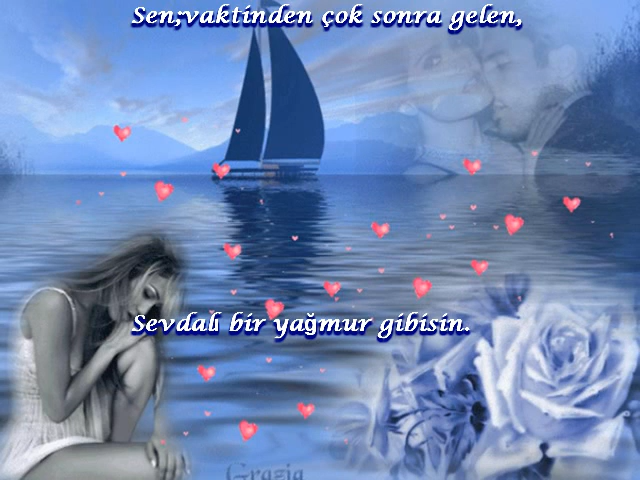 Sen;vaktinden çok sonra gelen,
Sevdalı bir yağmur gibisin.
Grazia